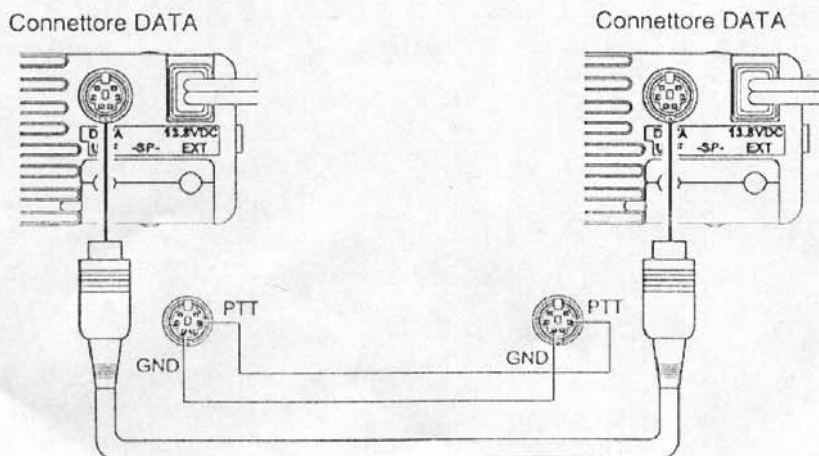 Connettore DATA
Connettore DATA
13.8VDC
-SP- EXT
13.8VDC
-SP- EXT
PTT
GND
PTT
GND